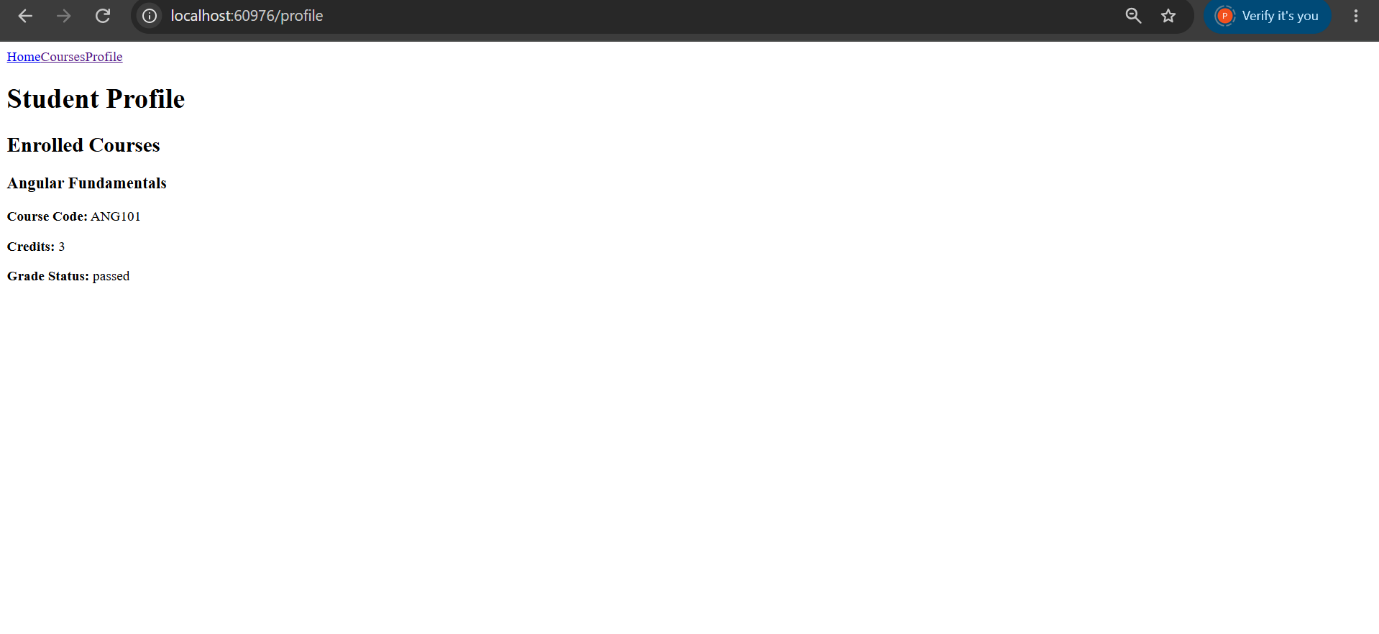 localhost:60976/profile
P Verify it's you
HomeCoursesProfile
Student Profile
Enrolled Courses
Angular Fundamentals
Course Code: ANG101
Credits: 3
Grade Status: passed